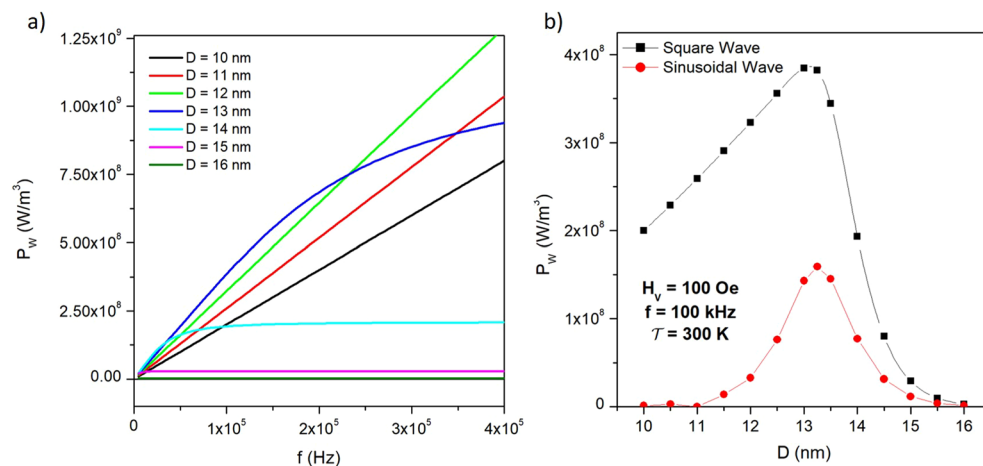 a)
1.25x10⁹
1.00x10⁹
7.50x10⁸
5.00x10⁸
2.50x10⁸
0.00
P_W (W/m³)
D = 10 nm
D = 11 nm
D = 12 nm
D = 13 nm
D = 14 nm
D = 15 nm
D = 16 nm
0
1x10⁵
2x10⁵
3x10⁵
4x10⁵
f (Hz)
b)
4x10⁸
3x10⁸
2x10⁸
1x10⁸
0
P_W (W/m³)
Square Wave
Sinusoidal Wave
H_V = 100 Oe
f = 100 kHz
T = 300 K
10
11
12
13
14
15
16
D (nm)